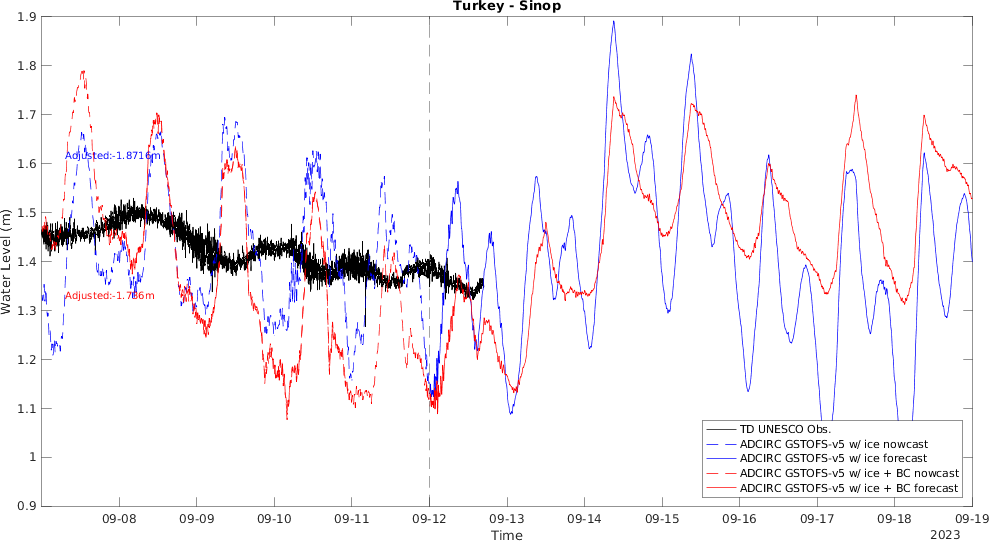 Turkey - Sinop
Water Level (m)
1.9
1.8
1.7
1.6
1.5
1.4
1.3
1.2
1.1
1
0.9
Adjusted:-1.8716m
Adjusted:-1.736m
TD UNESCO Obs.
ADCIRC GSTOFS-v5 w/ ice nowcast
ADCIRC GSTOFS-v5 w/ ice forecast
ADCIRC GSTOFS-v5 w/ ice + BC nowcast
ADCIRC GSTOFS-v5 w/ ice + BC forecast
09-08 09-09 09-10 09-11 09-12 09-13 09-14 09-15 09-16 09-17 09-18 09-19
Time
2023